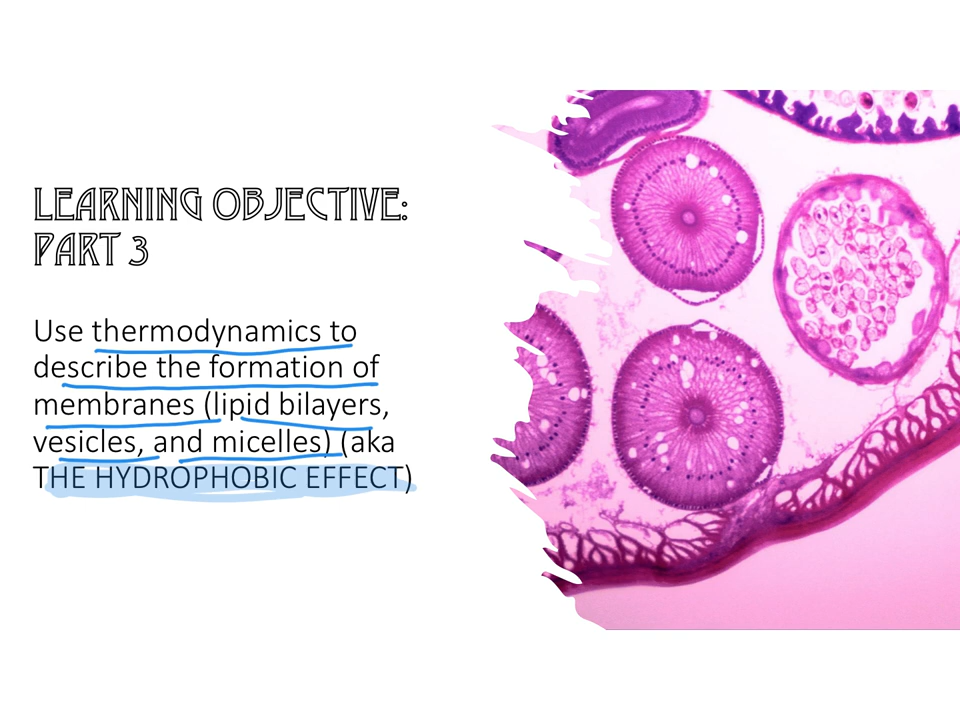 LEARNING OBJECTIVE:
PART 3
Use thermodynamics to
describe the formation of
membranes (lipid bilayers,
vesicles, and micelles) (aka
THE HYDROPHOBIC EFFECT)